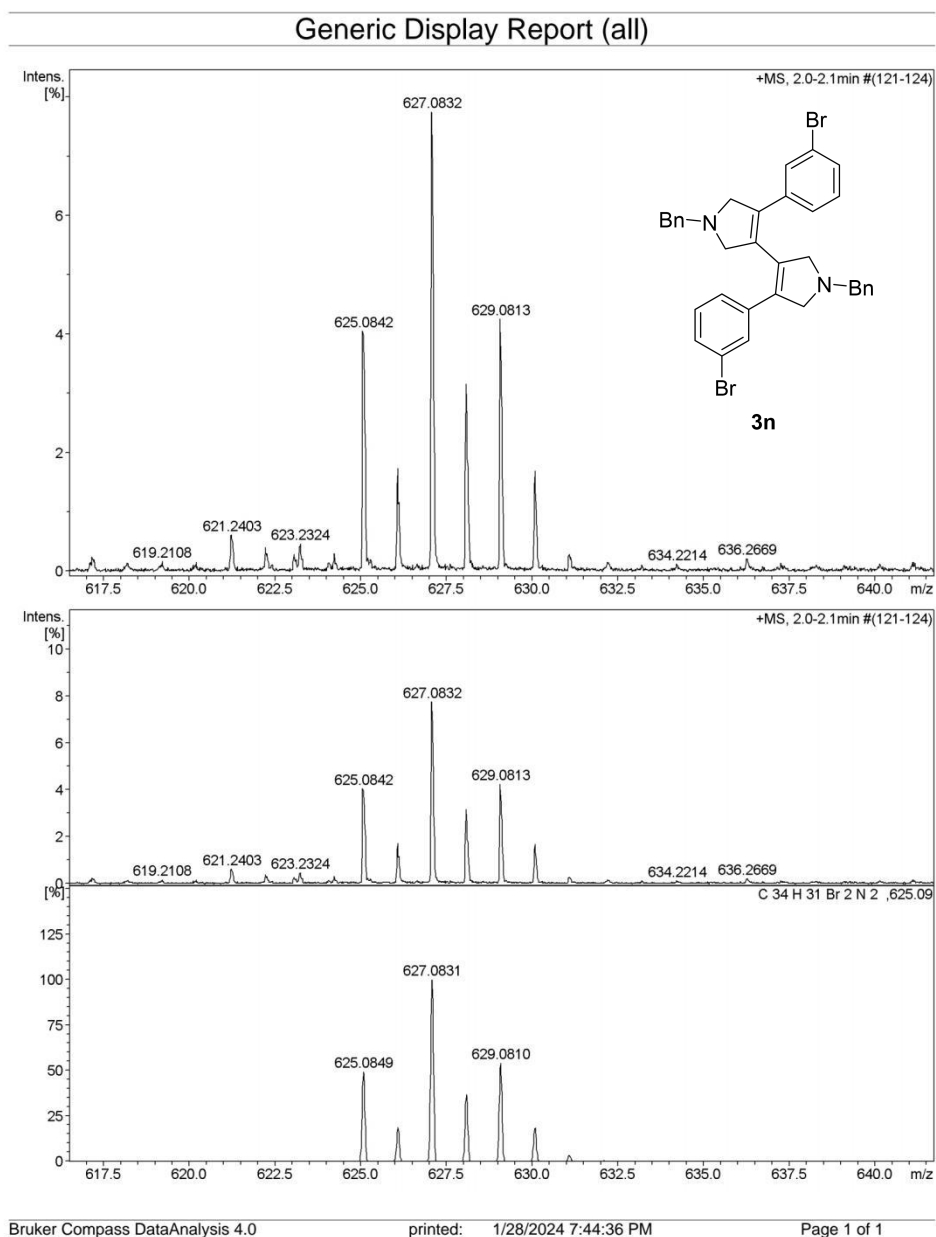 Generic Display Report (all)
Intens.
[%]
+MS, 2.0-2.1min #(121-124)
627.0832
Br
6
Bn
N
N
Bn
629.0813
625.0842
4
Br
3n
2
621.2403
623.2324
619.2108
634.2214
636.2669
0
617.5 620.0 622.5 625.0 627.5 630.0 632.5 635.0 637.5 640.0 m/z
Intens.
[%]
+MS, 2.0-2.1min #(121-124)
10
627.0832
8
6
625.0842
629.0813
4
2
619.2108
621.2403
623.2324
634.2214
636.2669
0
[%]
C 34 H 31 Br 2 N 2 ,625.09
125
627.0831
100
75
625.0849
629.0810
50
25
0
617.5 620.0 622.5 625.0 627.5 630.0 632.5 635.0 637.5 640.0 m/z
Bruker Compass DataAnalysis 4.0 printed: 1/28/2024 7:44:36 PM Page 1 of 1